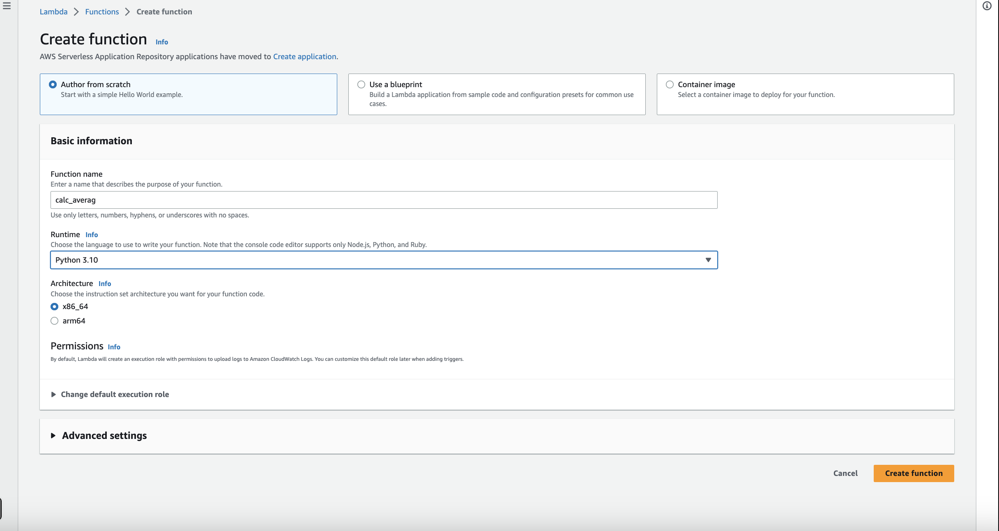 Lambda > Functions > Create function
Create function Info
AWS Serverless Application Repository applications have moved to Create application.
Author from scratch
Start with a simple Hello World example.
Use a blueprint
Build a Lambda application from sample code and configuration presets for common use
cases.
Container image
Select a container image to deploy for your function.
Basic information
Function name
Enter a name that describes the purpose of your function.
calc_averag
Use only letters, numbers, hyphens, or underscores with no spaces.
Runtime Info
Choose the language to use to write your function. Note that the console code editor supports only Node.js, Python, and Ruby.
Python 3.10
Architecture Info
Choose the instruction set architecture you want for your function code.
x86_64
arm64
Permissions Info
By default, Lambda will create an execution role with permissions to upload logs to Amazon CloudWatch Logs. You can customize this default role later when adding triggers.
Change default execution role
Advanced settings
Cancel
Create function